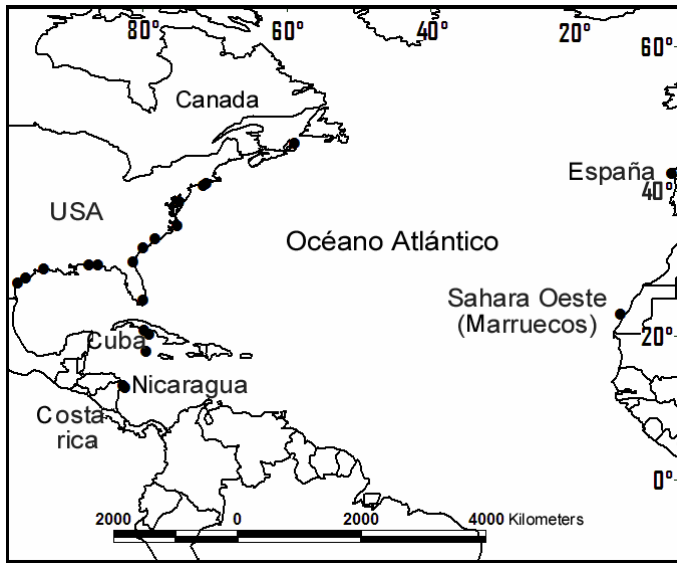 80° 60° 40° 20°
60°
Canada
España
40°
USA
Océano Atlántico
Sahara Oeste
(Marruecos)
20°
Cuba
Nicaragua
Costa
rica
0°
2000 0 2000 4000 Kilometers